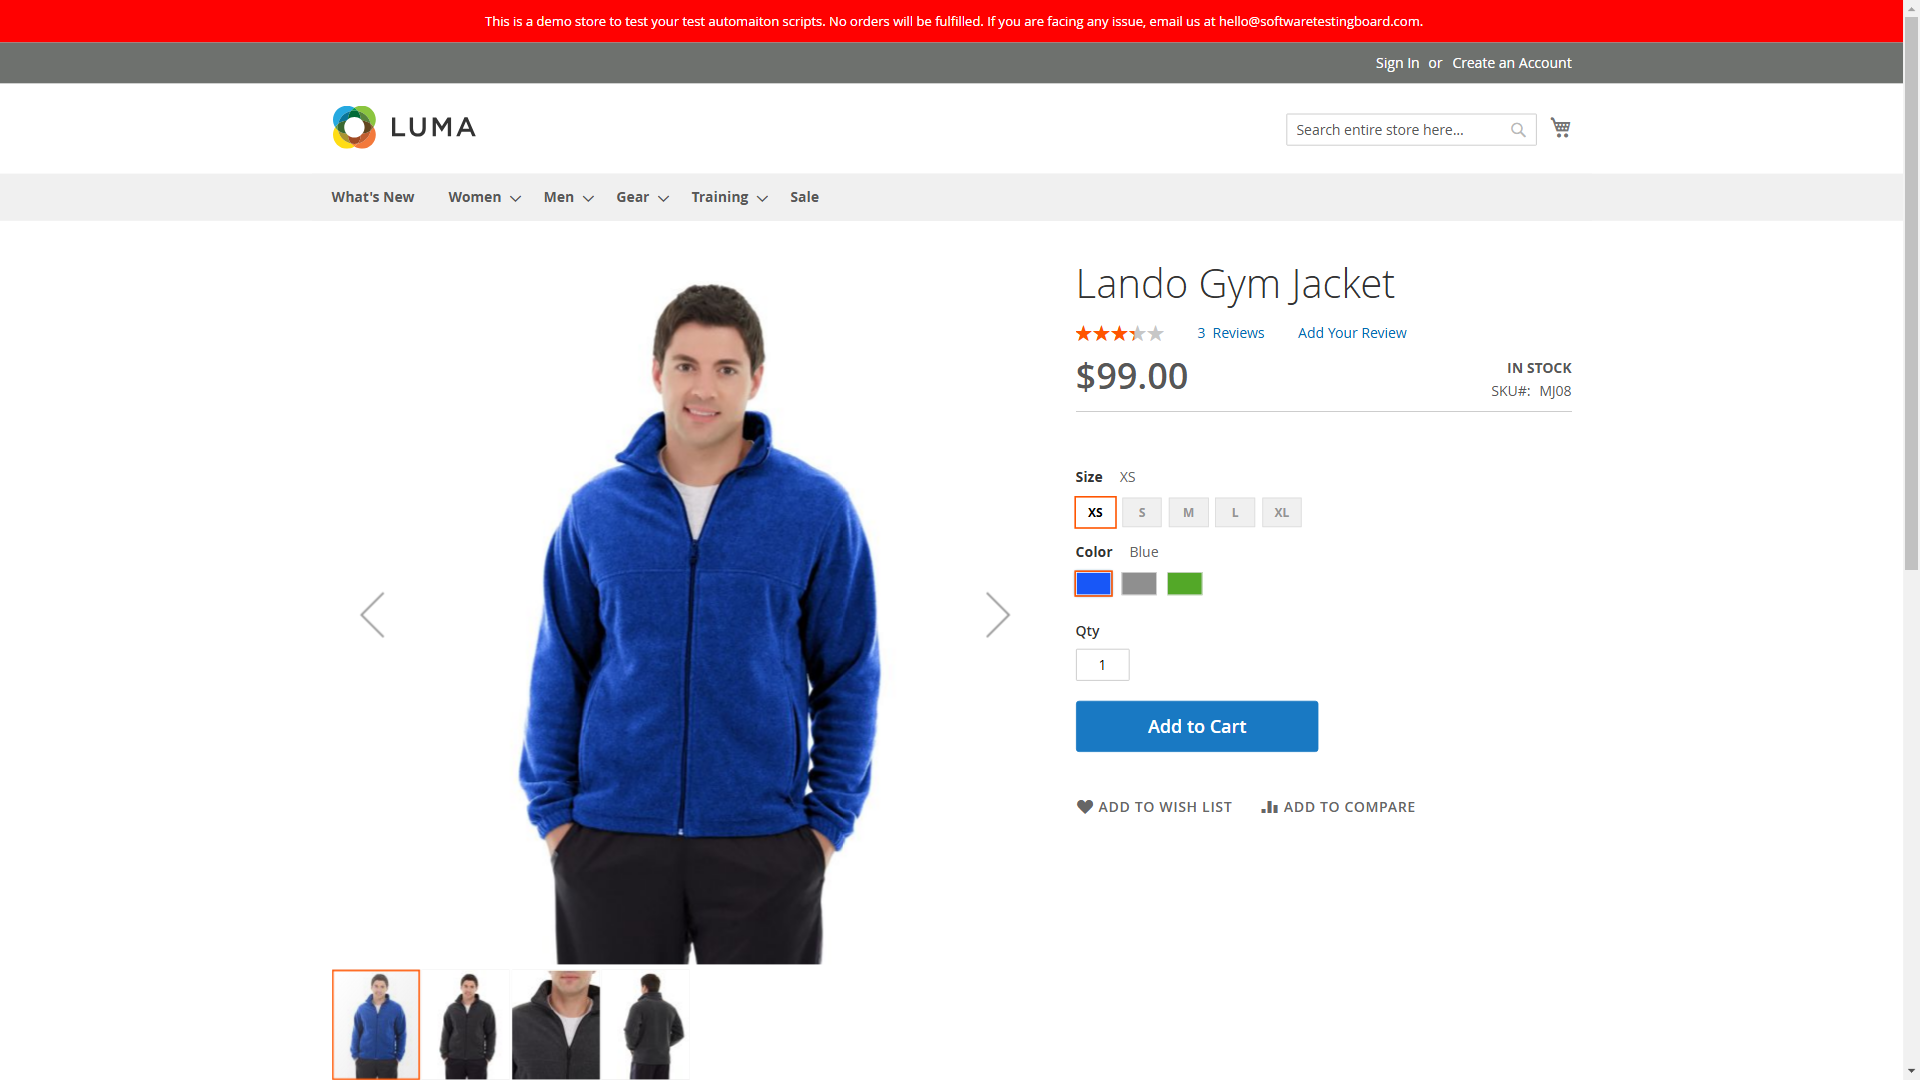 This is a demo store to test your test automaiton scripts. No orders will be fulfilled. If you are facing any issue, email us at hello@softwaretestingboard.com.
Sign In or Create an Account
LUMA
Search entire store here...
What's New Women Men Gear Training Sale
Lando Gym Jacket
3 Reviews Add Your Review
$99.00
IN STOCK
SKU#: MJ08
Size XS
XS S M L XL
Color Blue
Qty
1
Add to Cart
ADD TO WISH LIST ADD TO COMPARE